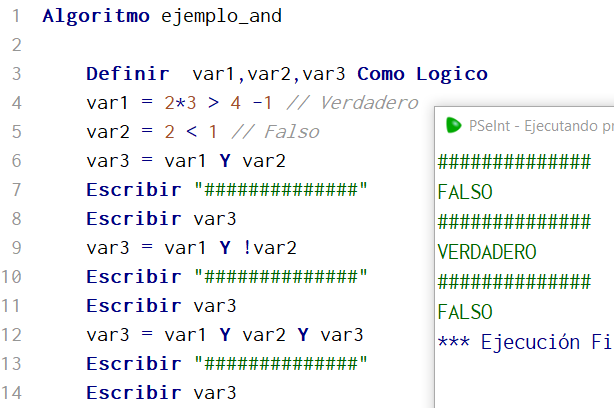 1 Algoritmo ejemplo_and
2
3 Definir var1,var2,var3 Como Logico
4 var1 = 2*3 > 4 -1 // Verdadero
5 var2 = 2 < 1 // Falso
6 var3 = var1 Y var2
7 Escribir "##############"
8 Escribir var3
9 var3 = var1 Y !var2
10 Escribir "##############"
11 Escribir var3
12 var3 = var1 Y var2 Y var3
13 Escribir "##############"
14 Escribir var3
PSeInt - Ejecutando pr
##############
FALSO
##############
VERDADERO
##############
FALSO
*** Ejecución Fi